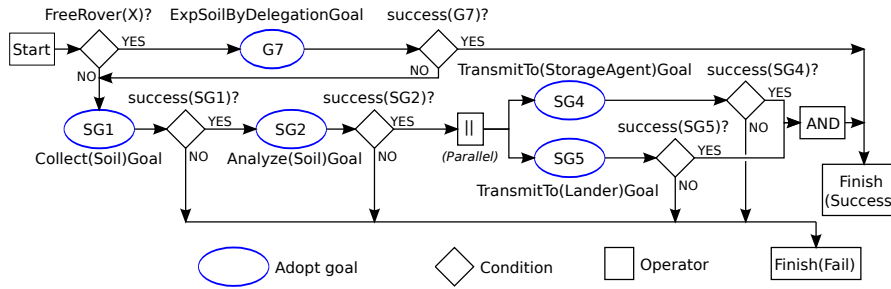 FreeRover(X)?
ExpSoilByDelegationGoal
success(G7)?
Start
YES
G7
YES
NO
NO
TransmitTo(StorageAgent)Goal
success(SG4)?
success(SG1)?
success(SG2)?
SG4
YES
SG1
YES
SG2
YES
||
NO
success(SG5)?
AND
Collect(Soil)Goal
NO
Analyze(Soil)Goal
NO
(Parallel)
SG5
YES
TransmitTo(Lander)Goal
NO
Finish
(Success)
Adopt goal
Condition
Operator
Finish(Fail)